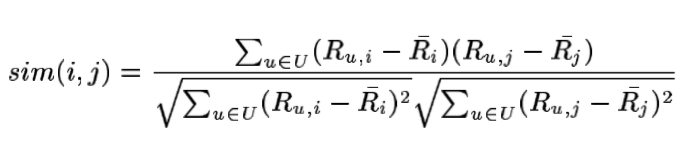 sim(i, j) = \frac{\sum_{u \in U}(R_{u,i} - \bar{R}_i)(R_{u,j} - \bar{R}_j)}{\sqrt{\sum_{u \in U}(R_{u,i} - \bar{R}_i)^2}\sqrt{\sum_{u \in U}(R_{u,j} - \bar{R}_j)^2}}